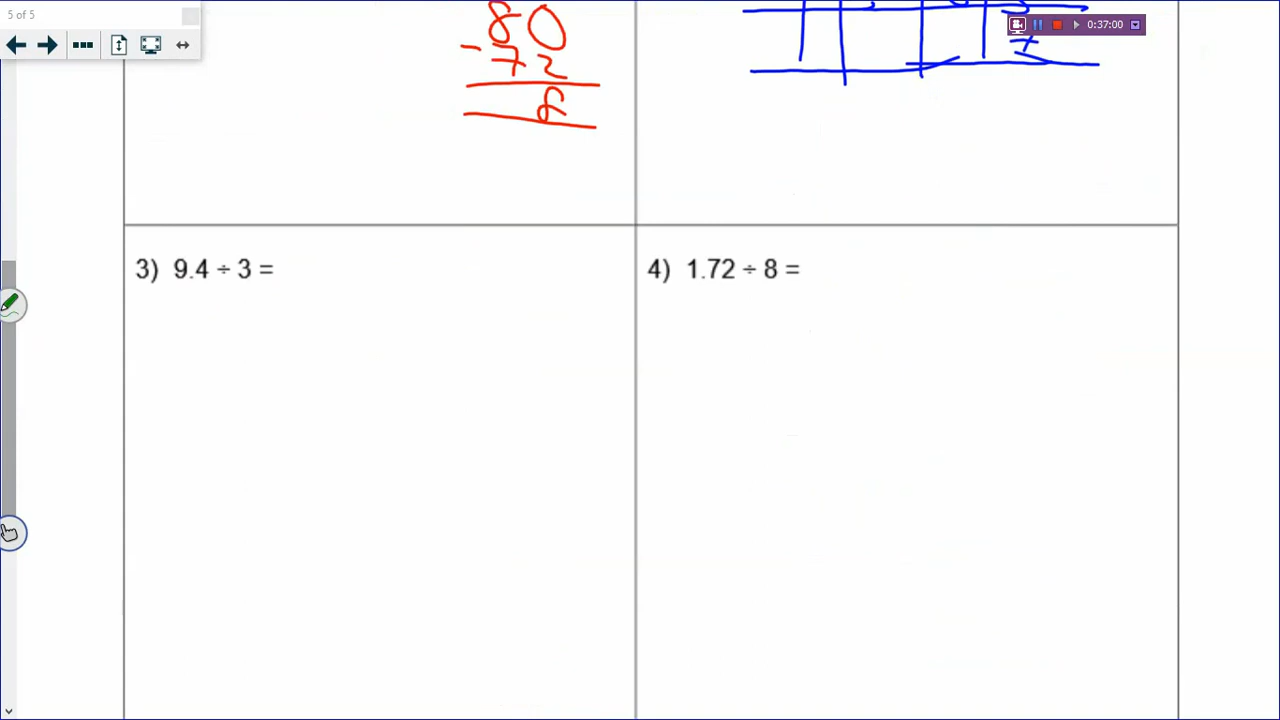 5 of 5
0:37:00
80
- 72
8
3) 9.4 ÷ 3 =
4) 1.72 ÷ 8 =